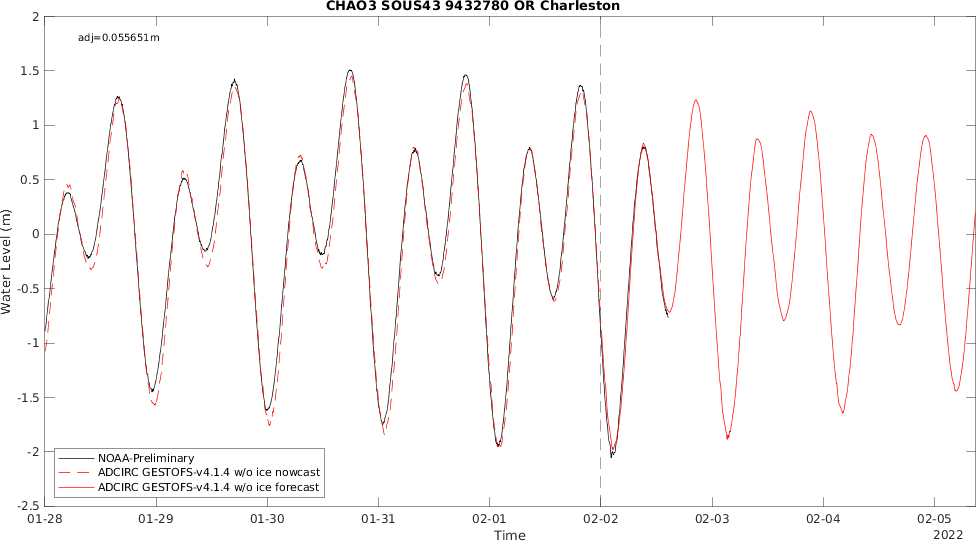 CHAO3 SOUS43 9432780 OR Charleston
adj=0.055651m
Water Level (m)
2
1.5
1
0.5
0
-0.5
-1
-1.5
-2
-2.5
NOAA-Preliminary
ADCIRC GESTOFS-v4.1.4 w/o ice nowcast
ADCIRC GESTOFS-v4.1.4 w/o ice forecast
01-28 01-29 01-30 01-31 02-01 02-02 02-03 02-04 02-05
Time
2022